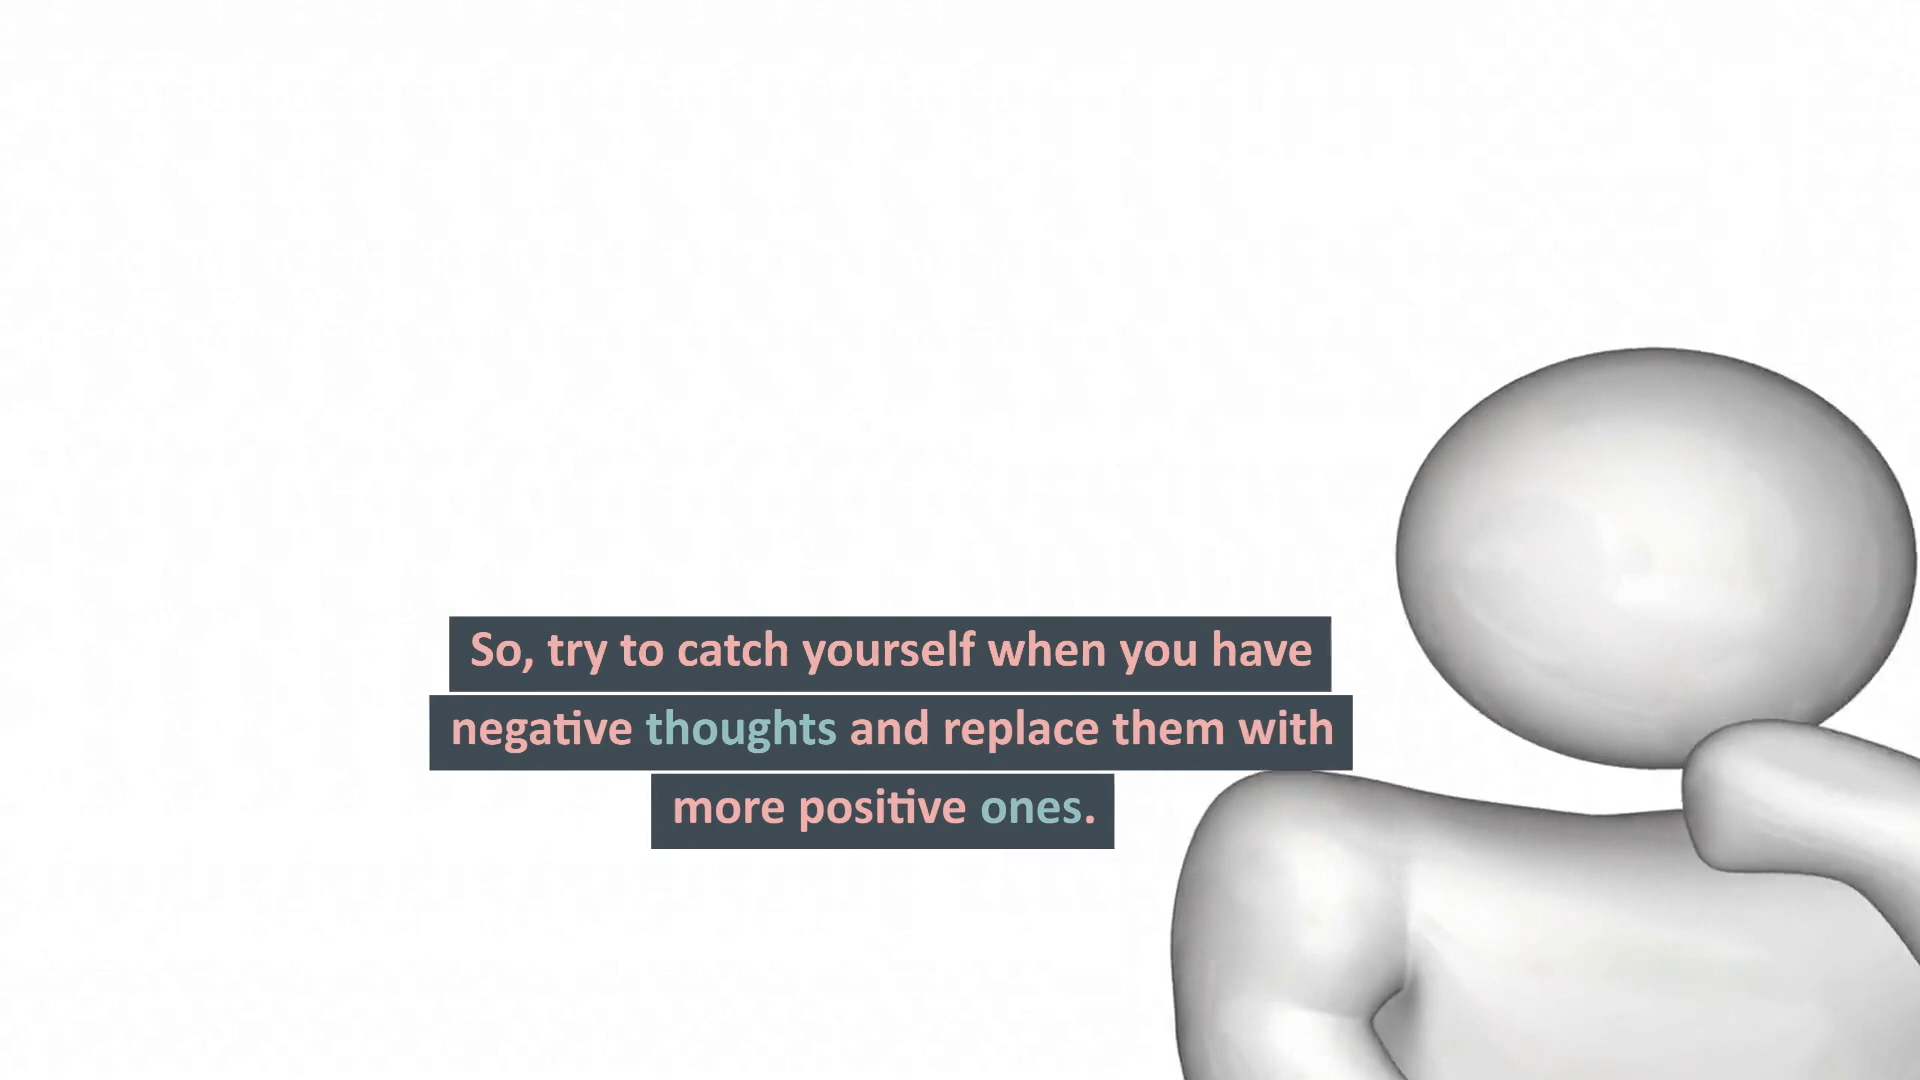 So, try to catch yourself when you have
negative thoughts and replace them with
more positive ones.